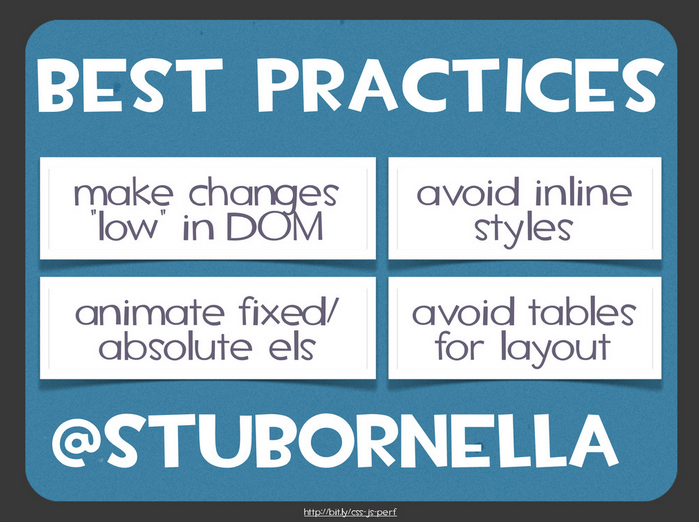 BEST PRACTICES
make changes
"low" in DOM
avoid inline
styles
animate fixed/
absolute els
avoid tables
for layout
@STUBORNELLA
http://bit.ly/css-js-perf